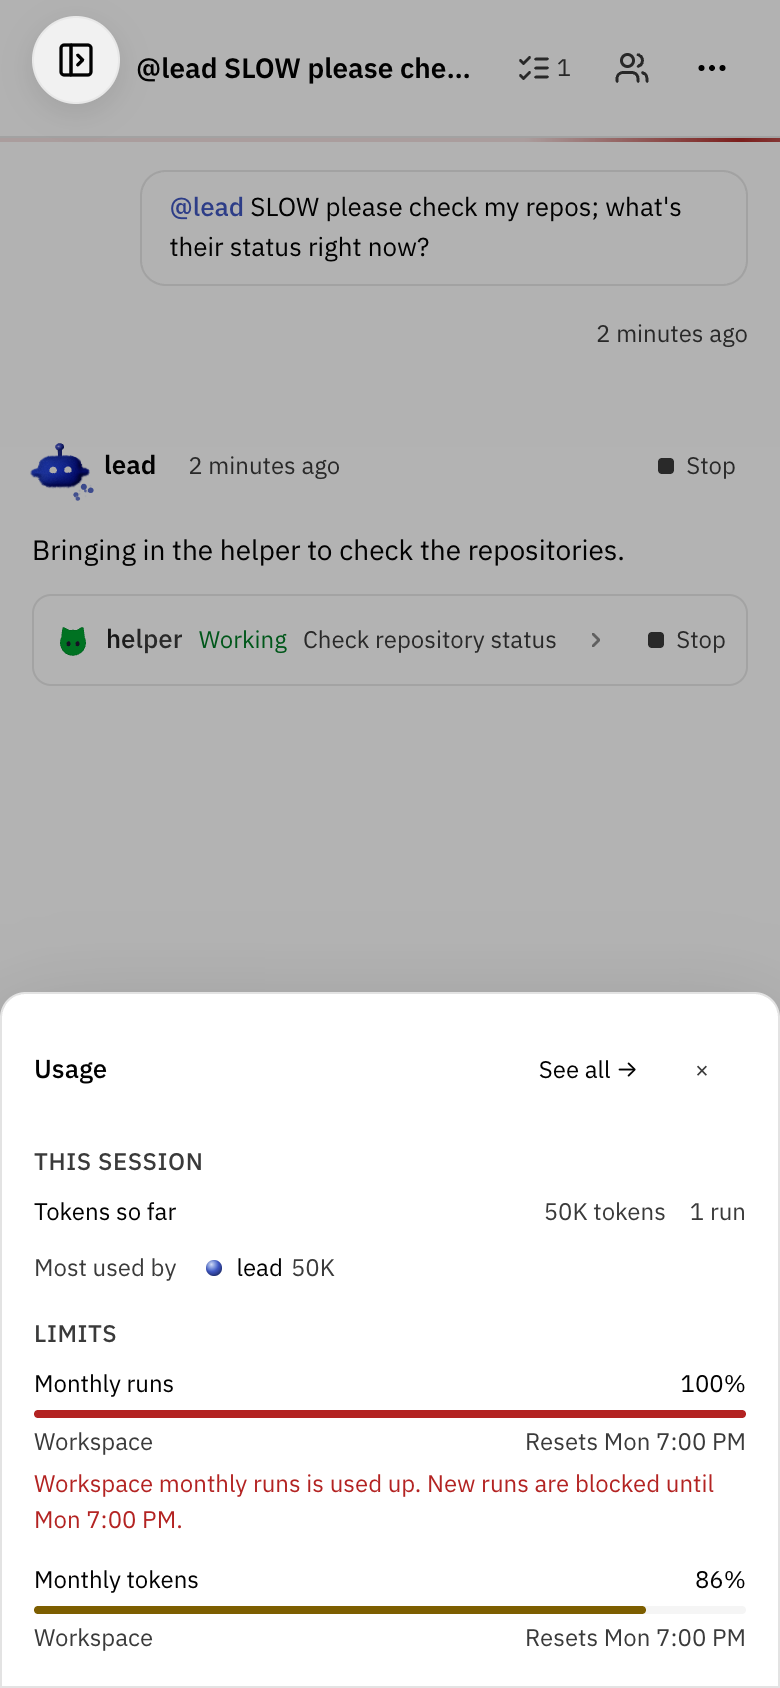 @lead SLOW please che...
1
@lead SLOW please check my repos; what's
their status right now?
2 minutes ago
lead 2 minutes ago Stop
Bringing in the helper to check the repositories.
helper Working Check repository status Stop
Usage See all → ×
THIS SESSION
Tokens so far 50K tokens 1 run
Most used by lead 50K
LIMITS
Monthly runs 100%
Workspace Resets Mon 7:00 PM
Workspace monthly runs is used up. New runs are blocked until
Mon 7:00 PM.
Monthly tokens 86%
Workspace Resets Mon 7:00 PM